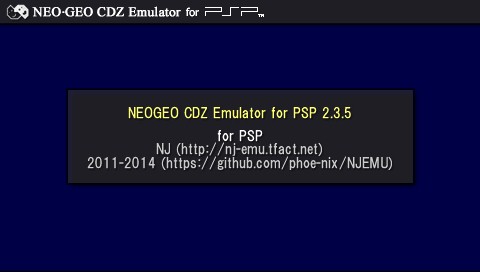 NEO·GEO CDZ Emulator for PSP™
NEOGEO CDZ Emulator for PSP 2.3.5
for PSP
NJ (http://nj-emu.tfact.net)
2011-2014 (https://github.com/phoe-nix/NJEMU)